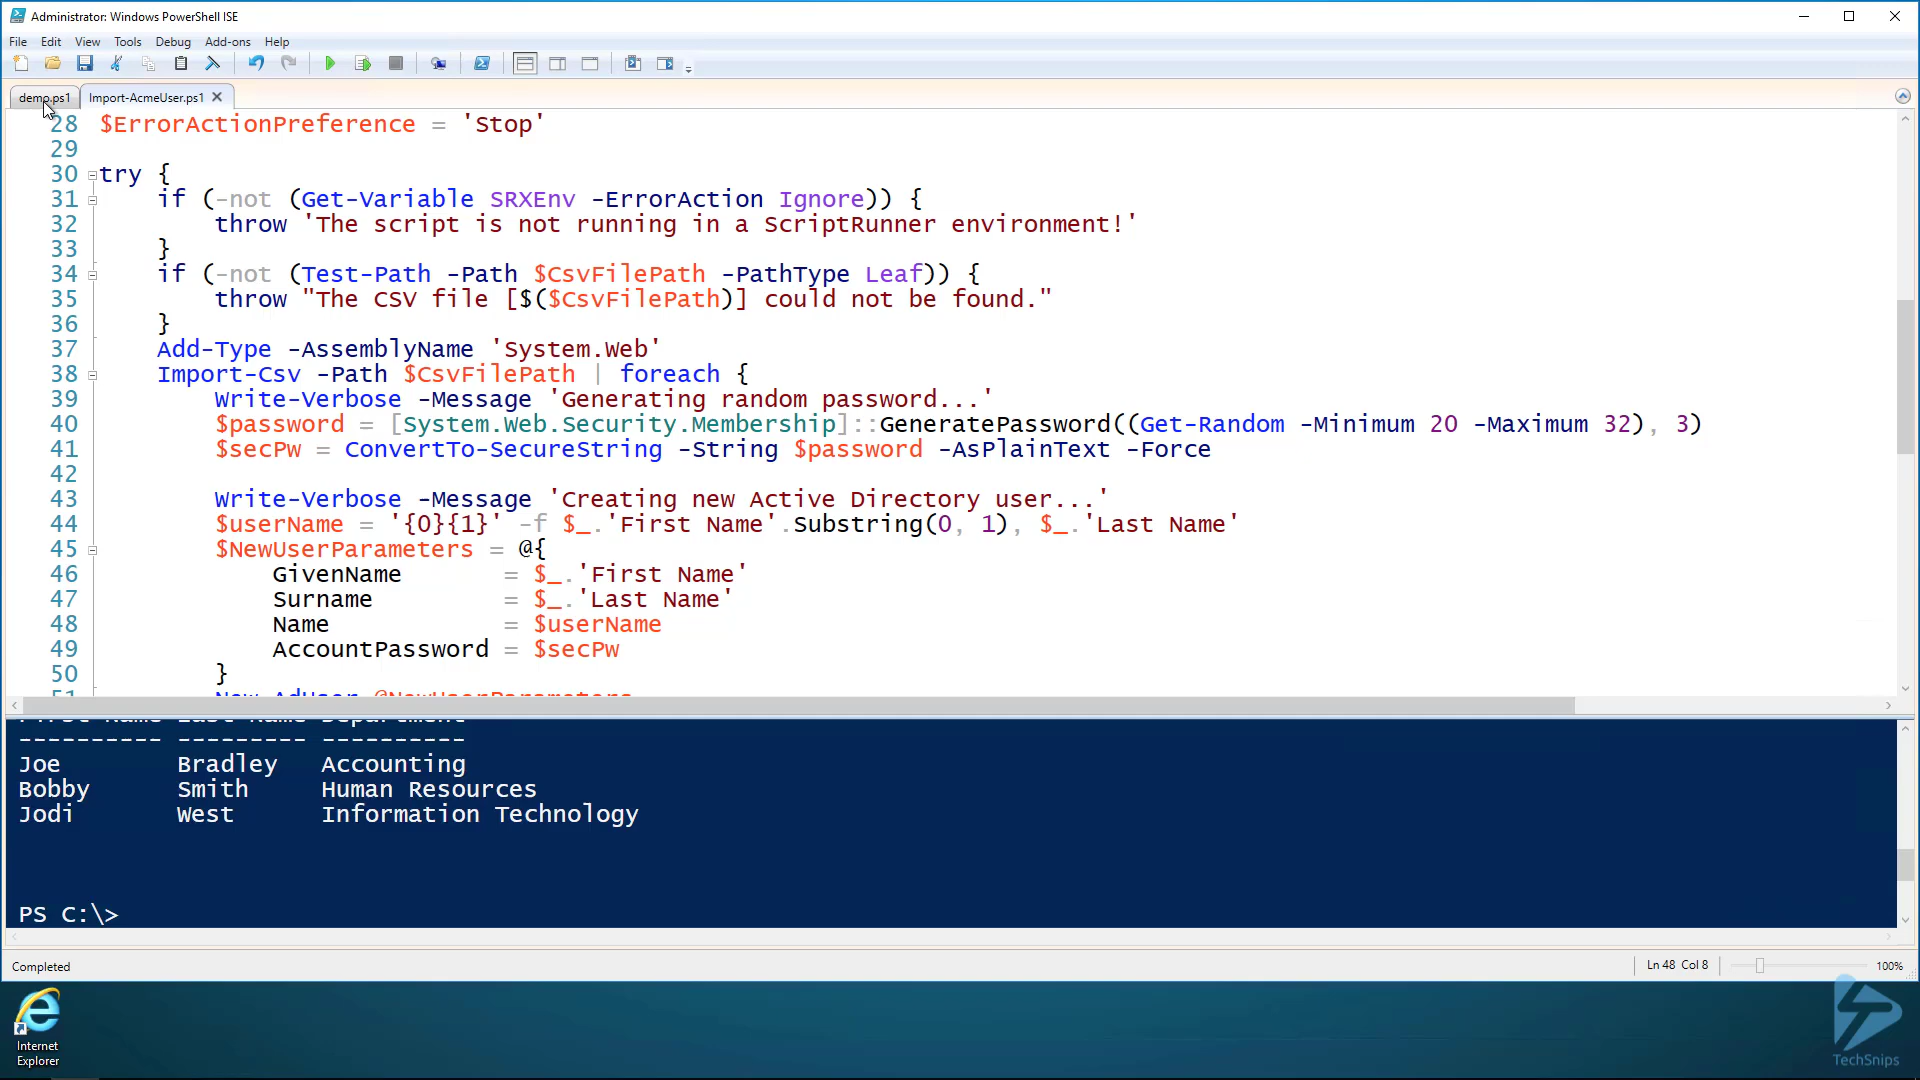 Administrator: Windows PowerShell ISE
File Edit View Tools Debug Add-ons Help
demo.ps1 Import-AcmeUser.ps1
28 $ErrorActionPreference = 'Stop'
29
30 try {
31 if (-not (Get-Variable SRXEnv -ErrorAction Ignore)) {
32 throw 'The script is not running in a ScriptRunner environment!'
33 }
34 if (-not (Test-Path -Path $CsvFilePath -PathType Leaf)) {
35 throw "The CSV file [$($CsvFilePath)] could not be found."
36 }
37 Add-Type -AssemblyName 'System.Web'
38 Import-Csv -Path $CsvFilePath | foreach {
39 Write-Verbose -Message 'Generating random password...'
40 $password = [System.Web.Security.Membership]::GeneratePassword((Get-Random -Minimum 20 -Maximum 32), 3)
41 $secPw = ConvertTo-SecureString -String $password -AsPlainText -Force
42
43 Write-Verbose -Message 'Creating new Active Directory user...'
44 $userName = '{0}{1}' -f $_.'First Name'.Substring(0, 1), $_.'Last Name'
45 $NewUserParameters = @{
46 GivenName = $_.'First Name'
47 Surname = $_.'Last Name'
48 Name = $userName
49 AccountPassword = $secPw
50 }
51 New-AdUser @NewUserParameters
First Name Last Name Department
---------- --------- ----------
Joe Bradley Accounting
Bobby Smith Human Resources
Jodi West Information Technology
PS C:\>
Completed Ln 48 Col 8 100%
Internet
Explorer
TechSnips